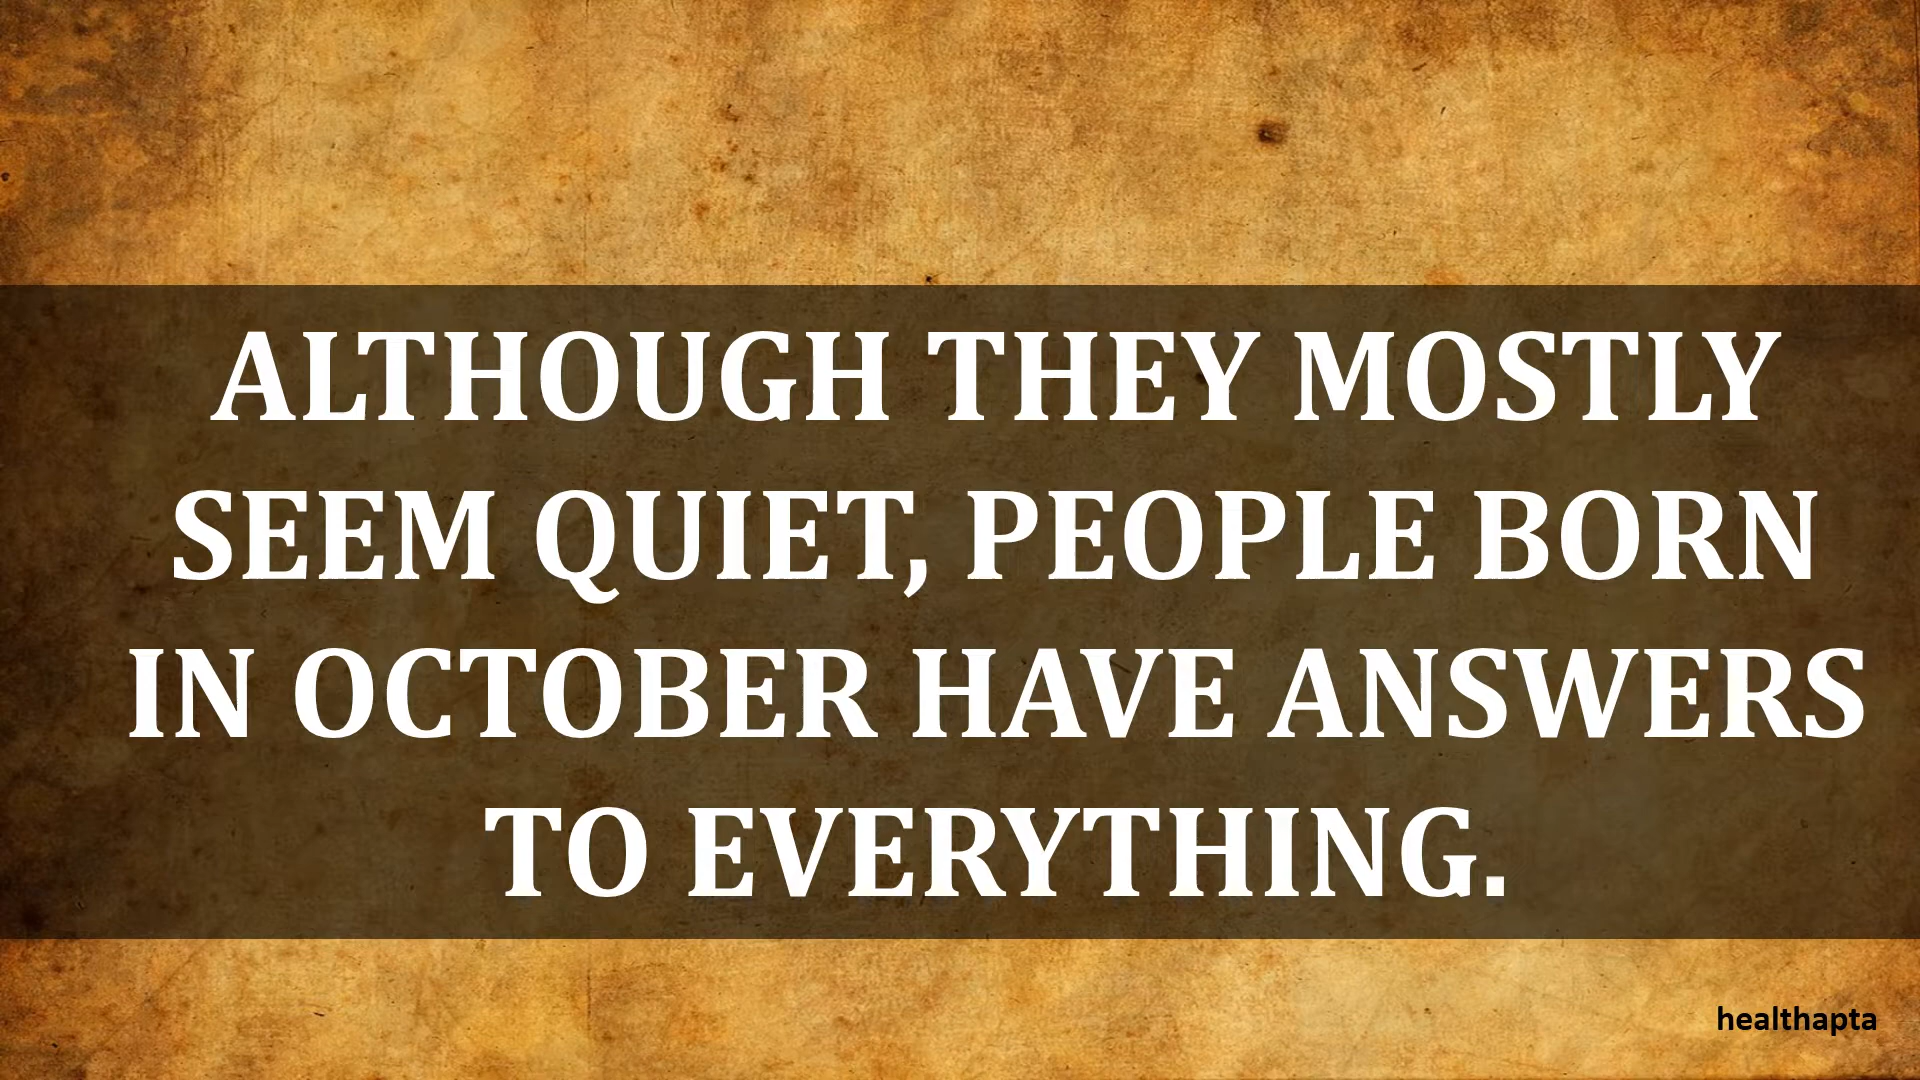 ALTHOUGH THEY MOSTLY
SEEM QUIET, PEOPLE BORN
IN OCTOBER HAVE ANSWERS
TO EVERYTHING.
healthapta